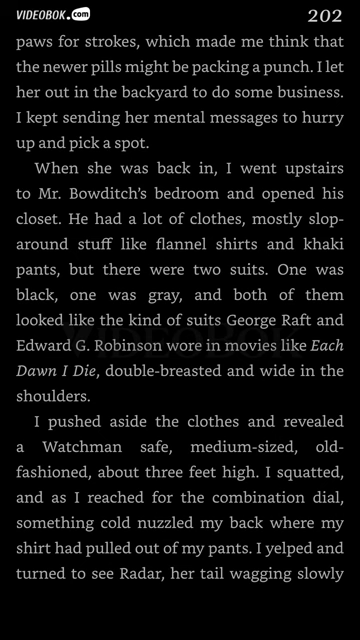 VIDEOBOK.com
202
paws for strokes, which made me think that
the newer pills might be packing a punch. I let
her out in the backyard to do some business.
I kept sending her mental messages to hurry
up and pick a spot.
When she was back in, I went upstairs
to Mr. Bowditch’s bedroom and opened his
closet. He had a lot of clothes, mostly slop-
around stuff like flannel shirts and khaki
pants, but there were two suits. One was
black, one was gray, and both of them
looked like the kind of suits George Raft and
Edward G. Robinson wore in movies like Each
Dawn I Die, double-breasted and wide in the
shoulders.
I pushed aside the clothes and revealed
a Watchman safe, medium-sized, old-
fashioned, about three feet high. I squatted,
and as I reached for the combination dial,
something cold nuzzled my back where my
shirt had pulled out of my pants. I yelped and
turned to see Radar, her tail wagging slowly
VIDEOBOK